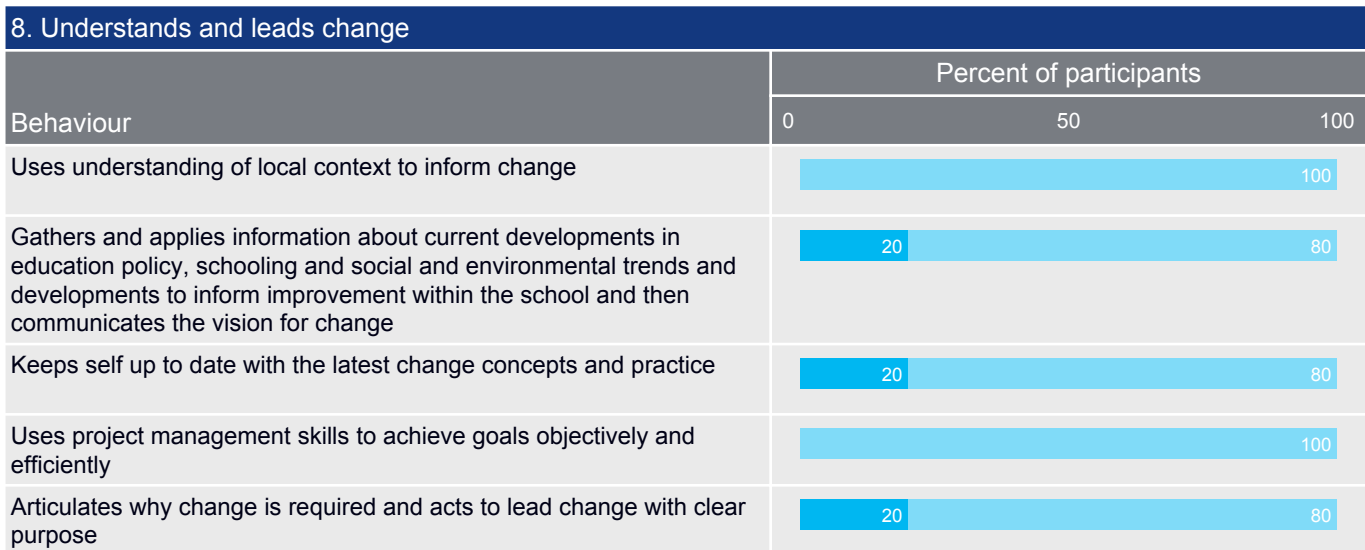 8. Understands and leads change
Percent of participants
Behaviour
0 50 100
Uses understanding of local context to inform change
100
Gathers and applies information about current developments in
education policy, schooling and social and environmental trends and
developments to inform improvement within the school and then
communicates the vision for change
20 80
Keeps self up to date with the latest change concepts and practice
20 80
Uses project management skills to achieve goals objectively and
efficiently
100
Articulates why change is required and acts to lead change with clear
purpose
20 80